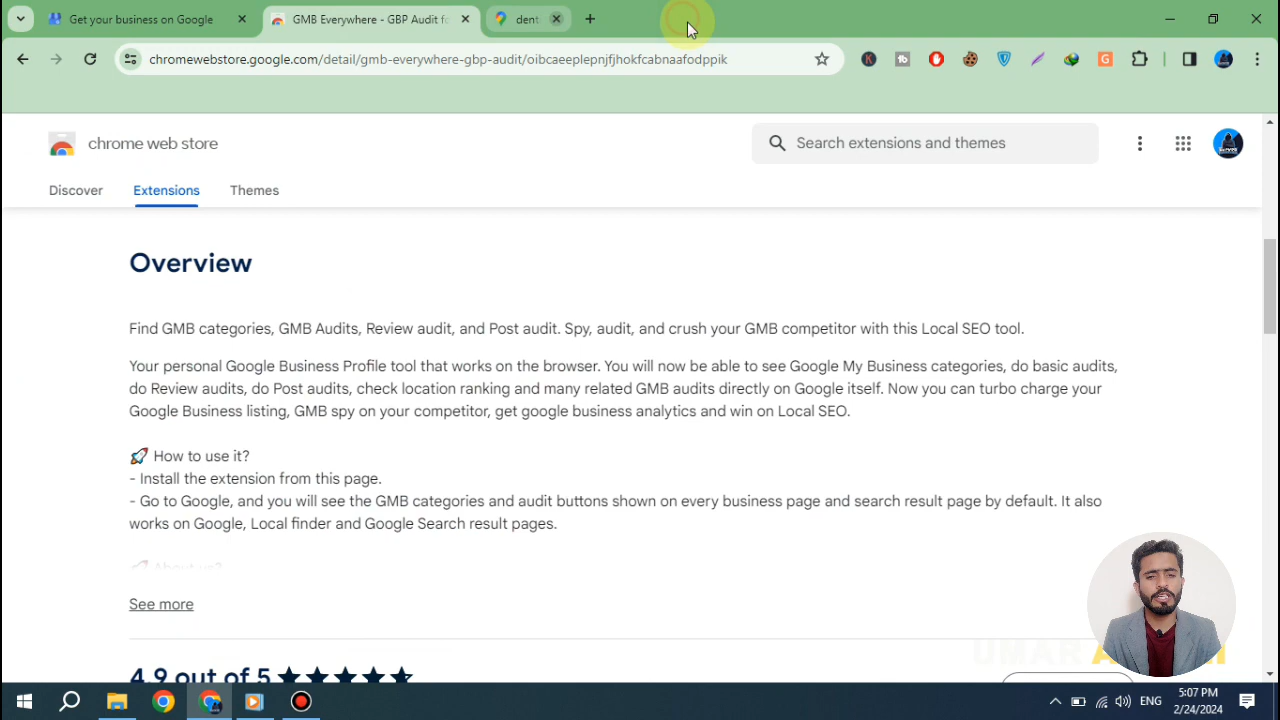 Get your business on Google
GMB Everywhere - GBP Audit fo
dent
chromewebstore.google.com/detail/gmb-everywhere-gbp-audit/oibcaeeplepnjfjhokfcabnaafodppik
chrome web store
Search extensions and themes
Discover
Extensions
Themes
Overview
Find GMB categories, GMB Audits, Review audit, and Post audit. Spy, audit, and crush your GMB competitor with this Local SEO tool.
Your personal Google Business Profile tool that works on the browser. You will now be able to see Google My Business categories, do basic audits,
do Review audits, do Post audits, check location ranking and many related GMB audits directly on Google itself. Now you can turbo charge your
Google Business listing, GMB spy on your competitor, get google business analytics and win on Local SEO.
🚀 How to use it?
- Install the extension from this page.
- Go to Google, and you will see the GMB categories and audit buttons shown on every business page and search result page by default. It also
works on Google, Local finder and Google Search result pages.
🚀 About us?
See more
4.9 out of 5
UMAR
ENG
5:07 PM
2/24/2024